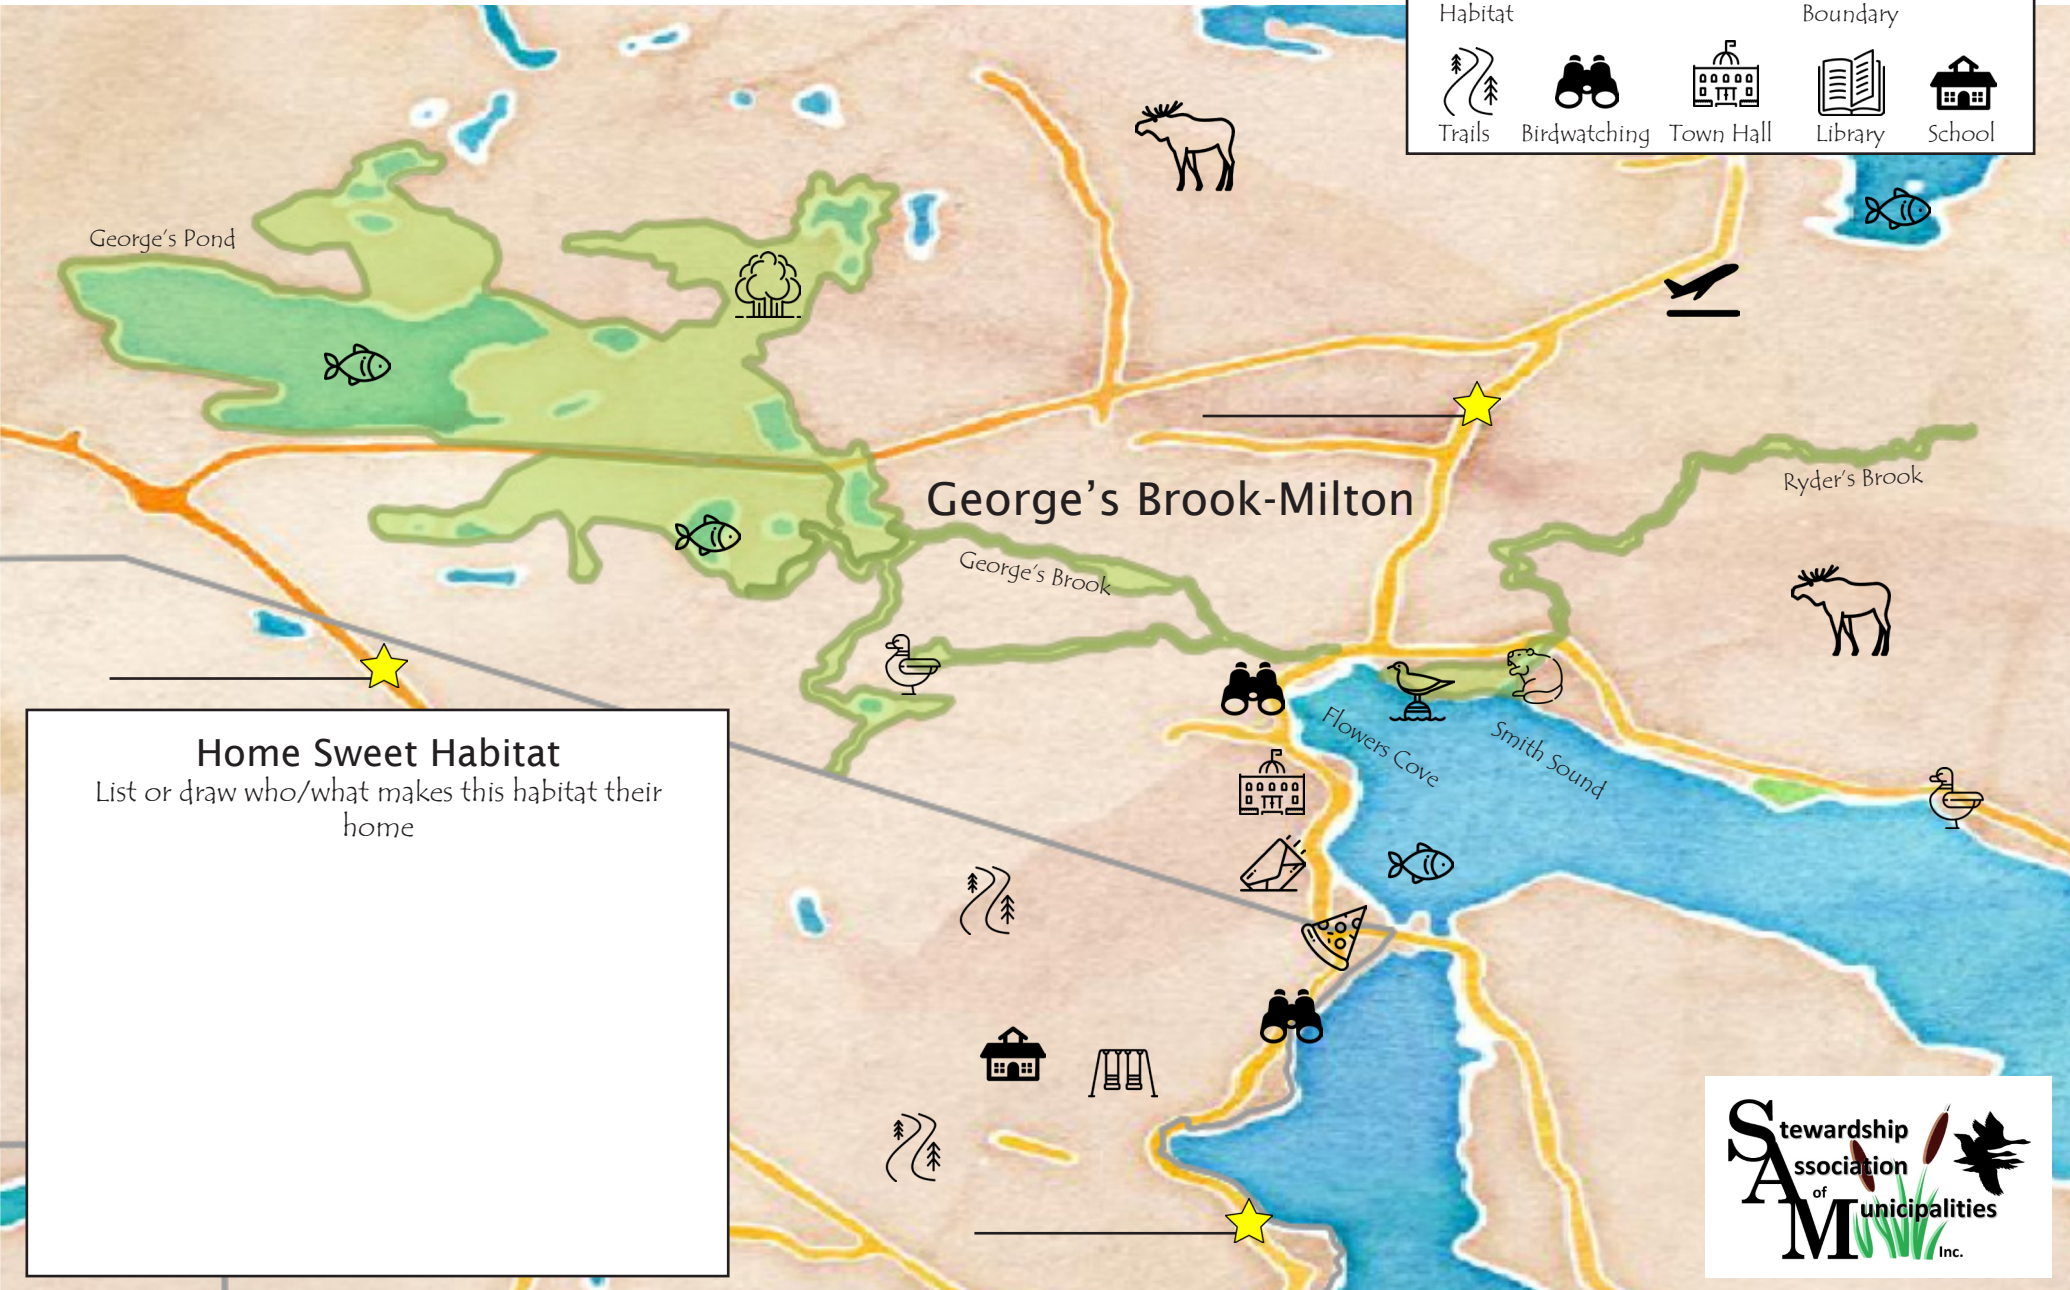 Habitat
Boundary
Trails
Birdwatching
Town Hall
Library
School
George's Pond
George's Brook-Milton
Ryder's Brook
George's Brook
Flowers Cove
Smith Sound
Home Sweet Habitat
List or draw who/what makes this habitat their
home
Stewardship
Association
of
Municipalities
Inc.